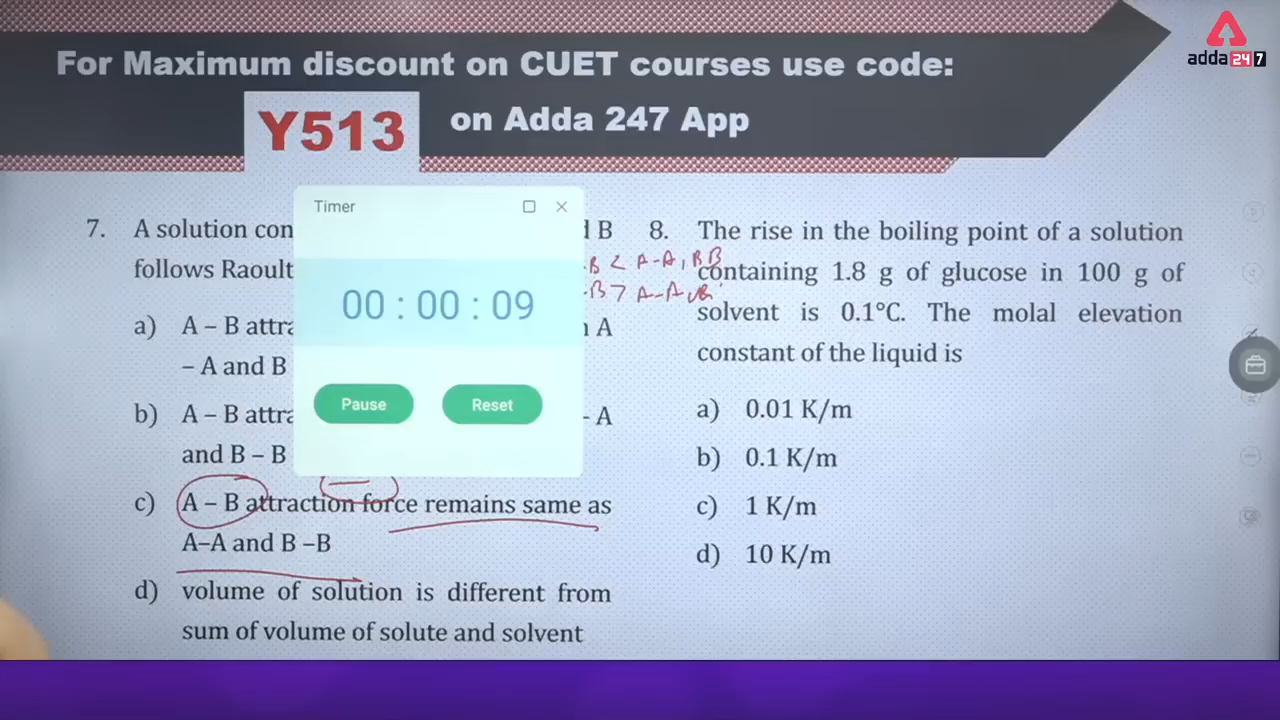 For Maximum discount on CUET courses use code:
Y513 on Adda 247 App
adda 247
Timer
00 : 00 : 09
Pause Reset
7. A solution con
B
follows Raoult
a) A – B attra
A
– A and B
b) A – B attra
– A
and B – B
c) A – B attraction force remains same as
A–A and B –B
d) volume of solution is different from
sum of volume of solute and solvent
B < A-A, BB
B > A-A
8. The rise in the boiling point of a solution
containing 1.8 g of glucose in 100 g of
solvent is 0.1°C. The molal elevation
constant of the liquid is
a) 0.01 K/m
b) 0.1 K/m
c) 1 K/m
d) 10 K/m